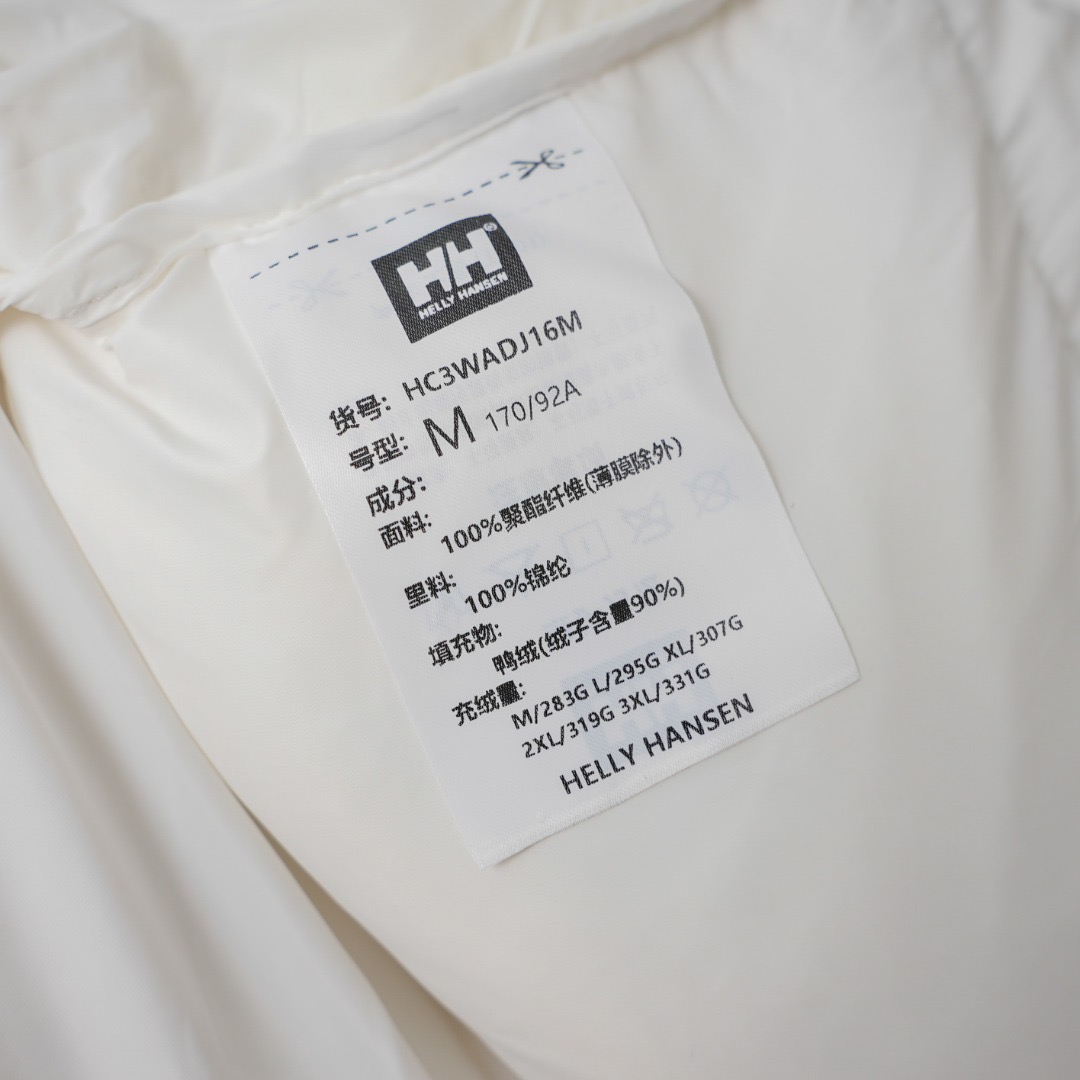 HH
HELLY HANSEN
货号: HC3WADJ16M
号型: M 170/92A
成分:
面料: 100%聚酯纤维(薄膜除外)
里料: 100%锦纶
填充物: 鸭绒(绒子含量90%)
充绒量: M/283G L/295G XL/307G
2XL/319G 3XL/331G
HELLY HANSEN